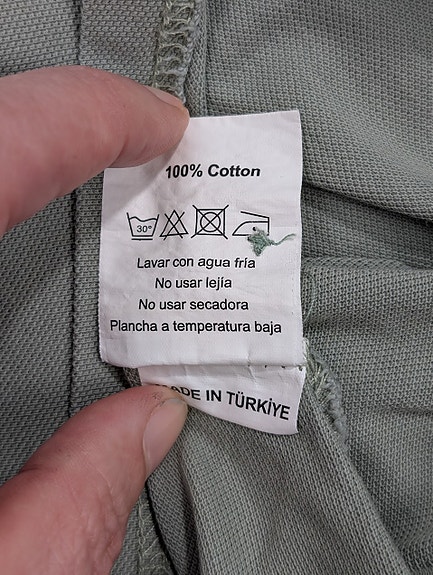 100% Cotton
30°
Lavar con agua fría
No usar lejía
No usar secadora
Plancha a temperatura baja
IN TÜRKİYE